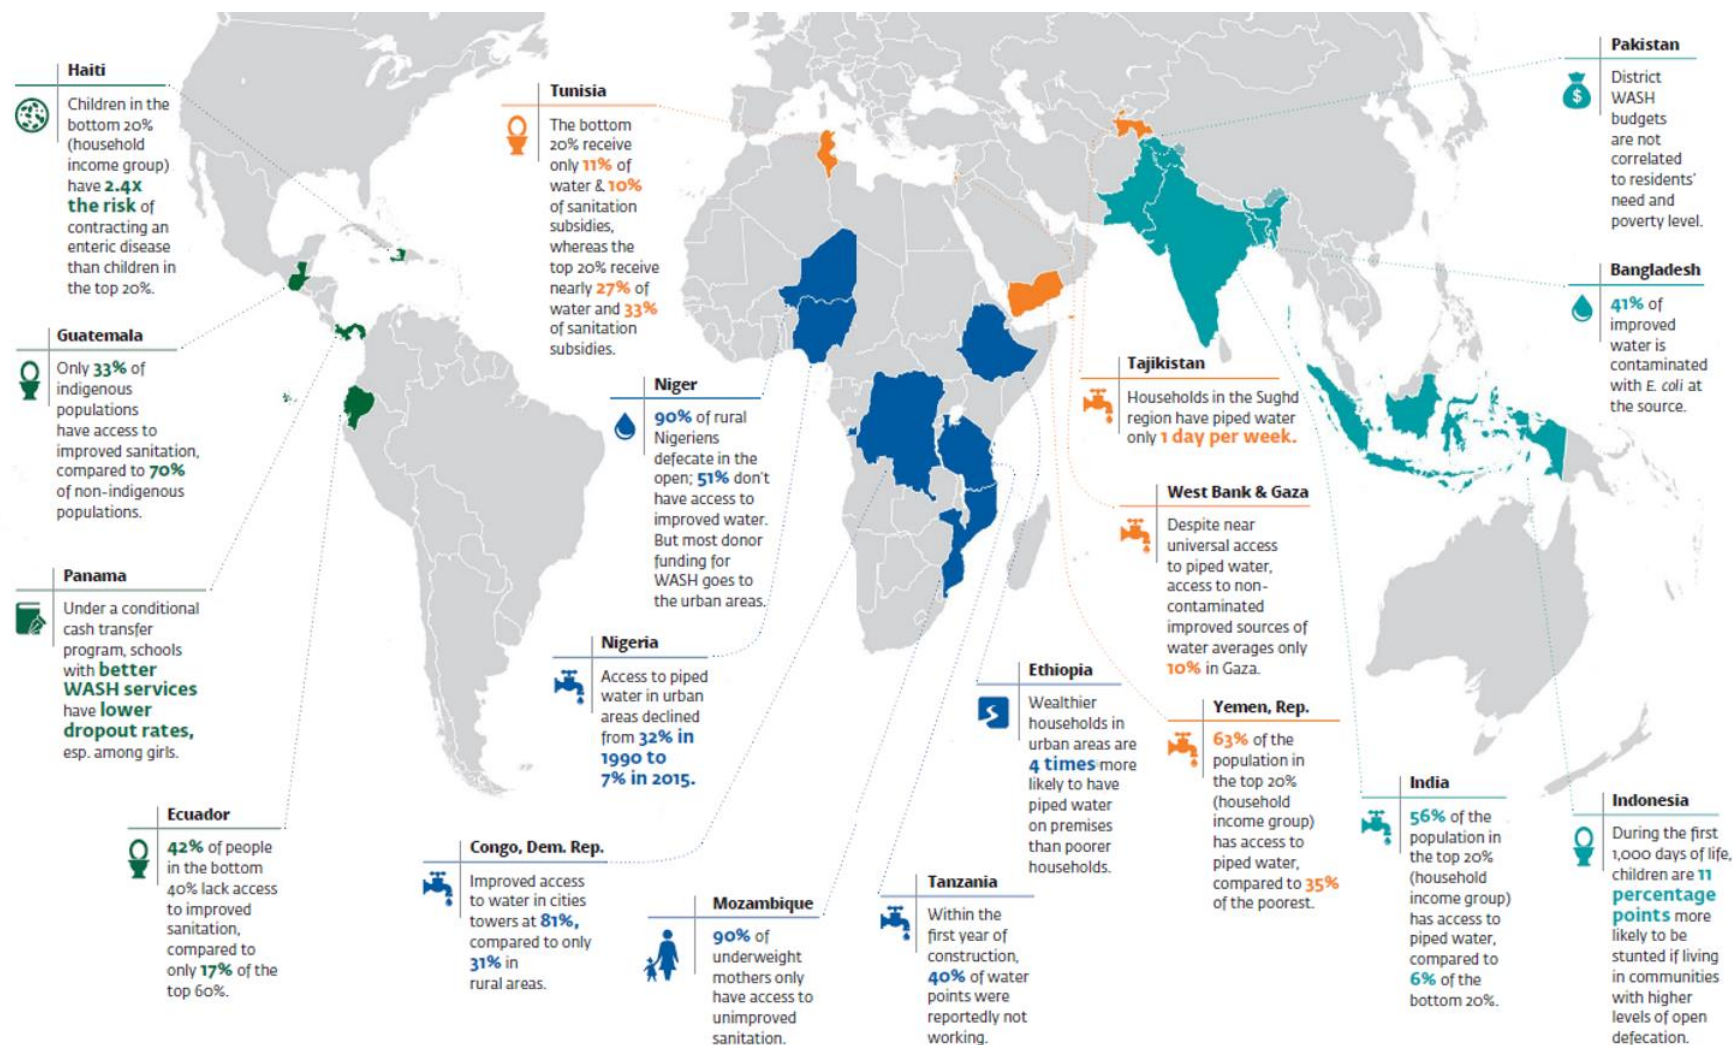 Haiti
Children in the
bottom 20%
(household
income group)
have 2.4x
the risk of
contracting an
enteric disease
than children in
the top 20%.
Guatemala
Only 33% of
indigenous
populations
have access to
improved sanitation,
compared to 70%
of non-indigenous
populations.
Panama
Under a conditional
cash transfer
program, schools
with better
WASH services
have lower
dropout rates,
esp. among girls.
Ecuador
42% of people
in the bottom
40% lack access
to improved
sanitation,
compared to
only 17% of the
top 60%.
Tunisia
The bottom
20% receive
only 11% of
water & 10%
of sanitation
subsidies,
whereas the
top 20% receive
nearly 27% of
water and 33%
of sanitation
subsidies.
Niger
90% of rural
Nigeriens
defecate in the
open; 51% don't
have access to
improved water.
But most donor
funding for
WASH goes to
the urban areas.
Nigeria
Access to piped
water in urban
areas declined
from 32% in
1990 to
7% in 2015.
Congo, Dem. Rep.
Improved access
to water in cities
towers at 81%,
compared to only
31% in
rural areas.
Mozambique
90% of
underweight
mothers only
have access to
unimproved
sanitation.
Tanzania
Within the
first year of
construction,
40% of water
points were
reportedly not
working.
Ethiopia
Wealthier
households in
urban areas are
4 times more
likely to have
piped water
on premises
than poorer
households.
Tajikistan
Households in the Sughd
region have piped water
only 1 day per week.
West Bank & Gaza
Despite near
universal access
to piped water,
access to non-
contaminated
improved sources of
water averages only
10% in Gaza.
Yemen, Rep.
63% of the
population in
the top 20%
(household
income group)
has access to
piped water,
compared to 35%
of the poorest.
Pakistan
$
District
WASH
budgets
are not
correlated
to residents'
need and
poverty level.
Bangladesh
41% of
improved
water is
contaminated
with E. coli at
the source.
India
56% of the
population in
the top 20%
(household
income group)
has access to
piped water,
compared to
6% of the
bottom 20%.
Indonesia
During the first
1,000 days of life,
children are 11
percentage
points more
likely to be
stunted if living
in communities
with higher
levels of open
defecation.